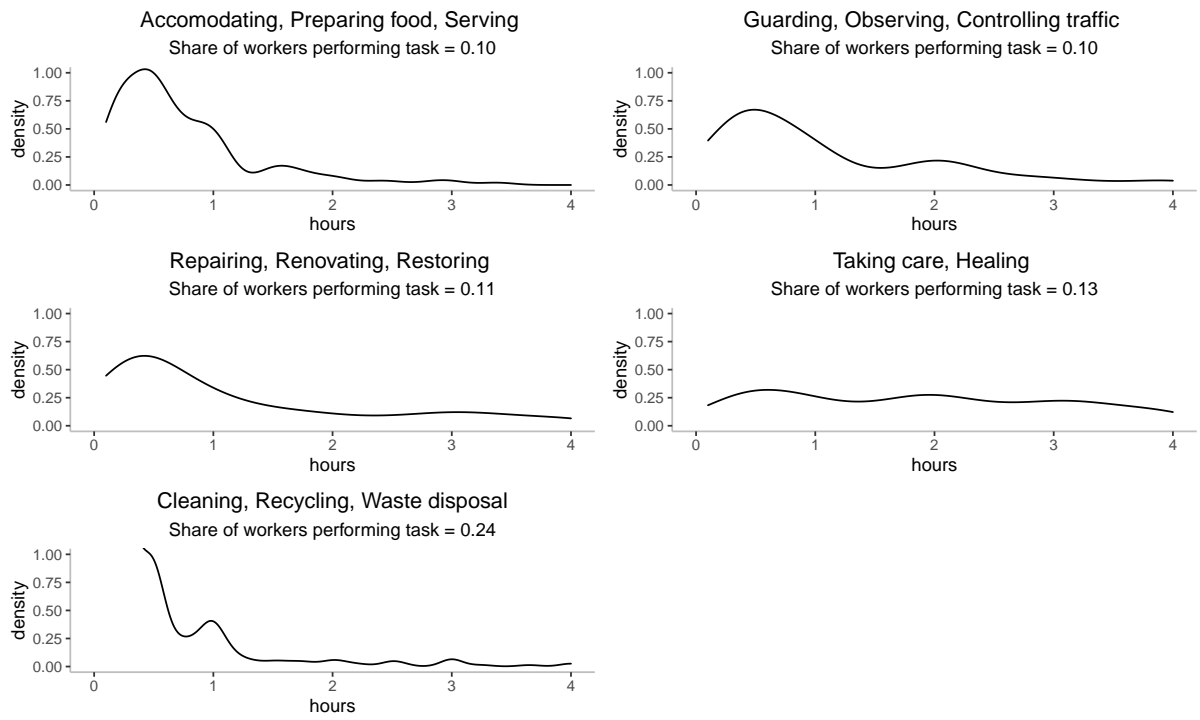 Accomodating, Preparing food, Serving
Share of workers performing task = 0.10
1.00
0.75
0.50
0.25
0.00
density
0 1 2 3 4
hours
Guarding, Observing, Controlling traffic
Share of workers performing task = 0.10
1.00
0.75
0.50
0.25
0.00
density
0 1 2 3 4
hours
Repairing, Renovating, Restoring
Share of workers performing task = 0.11
1.00
0.75
0.50
0.25
0.00
density
0 1 2 3 4
hours
Taking care, Healing
Share of workers performing task = 0.13
1.00
0.75
0.50
0.25
0.00
density
0 1 2 3 4
hours
Cleaning, Recycling, Waste disposal
Share of workers performing task = 0.24
1.00
0.75
0.50
0.25
0.00
density
0 1 2 3 4
hours